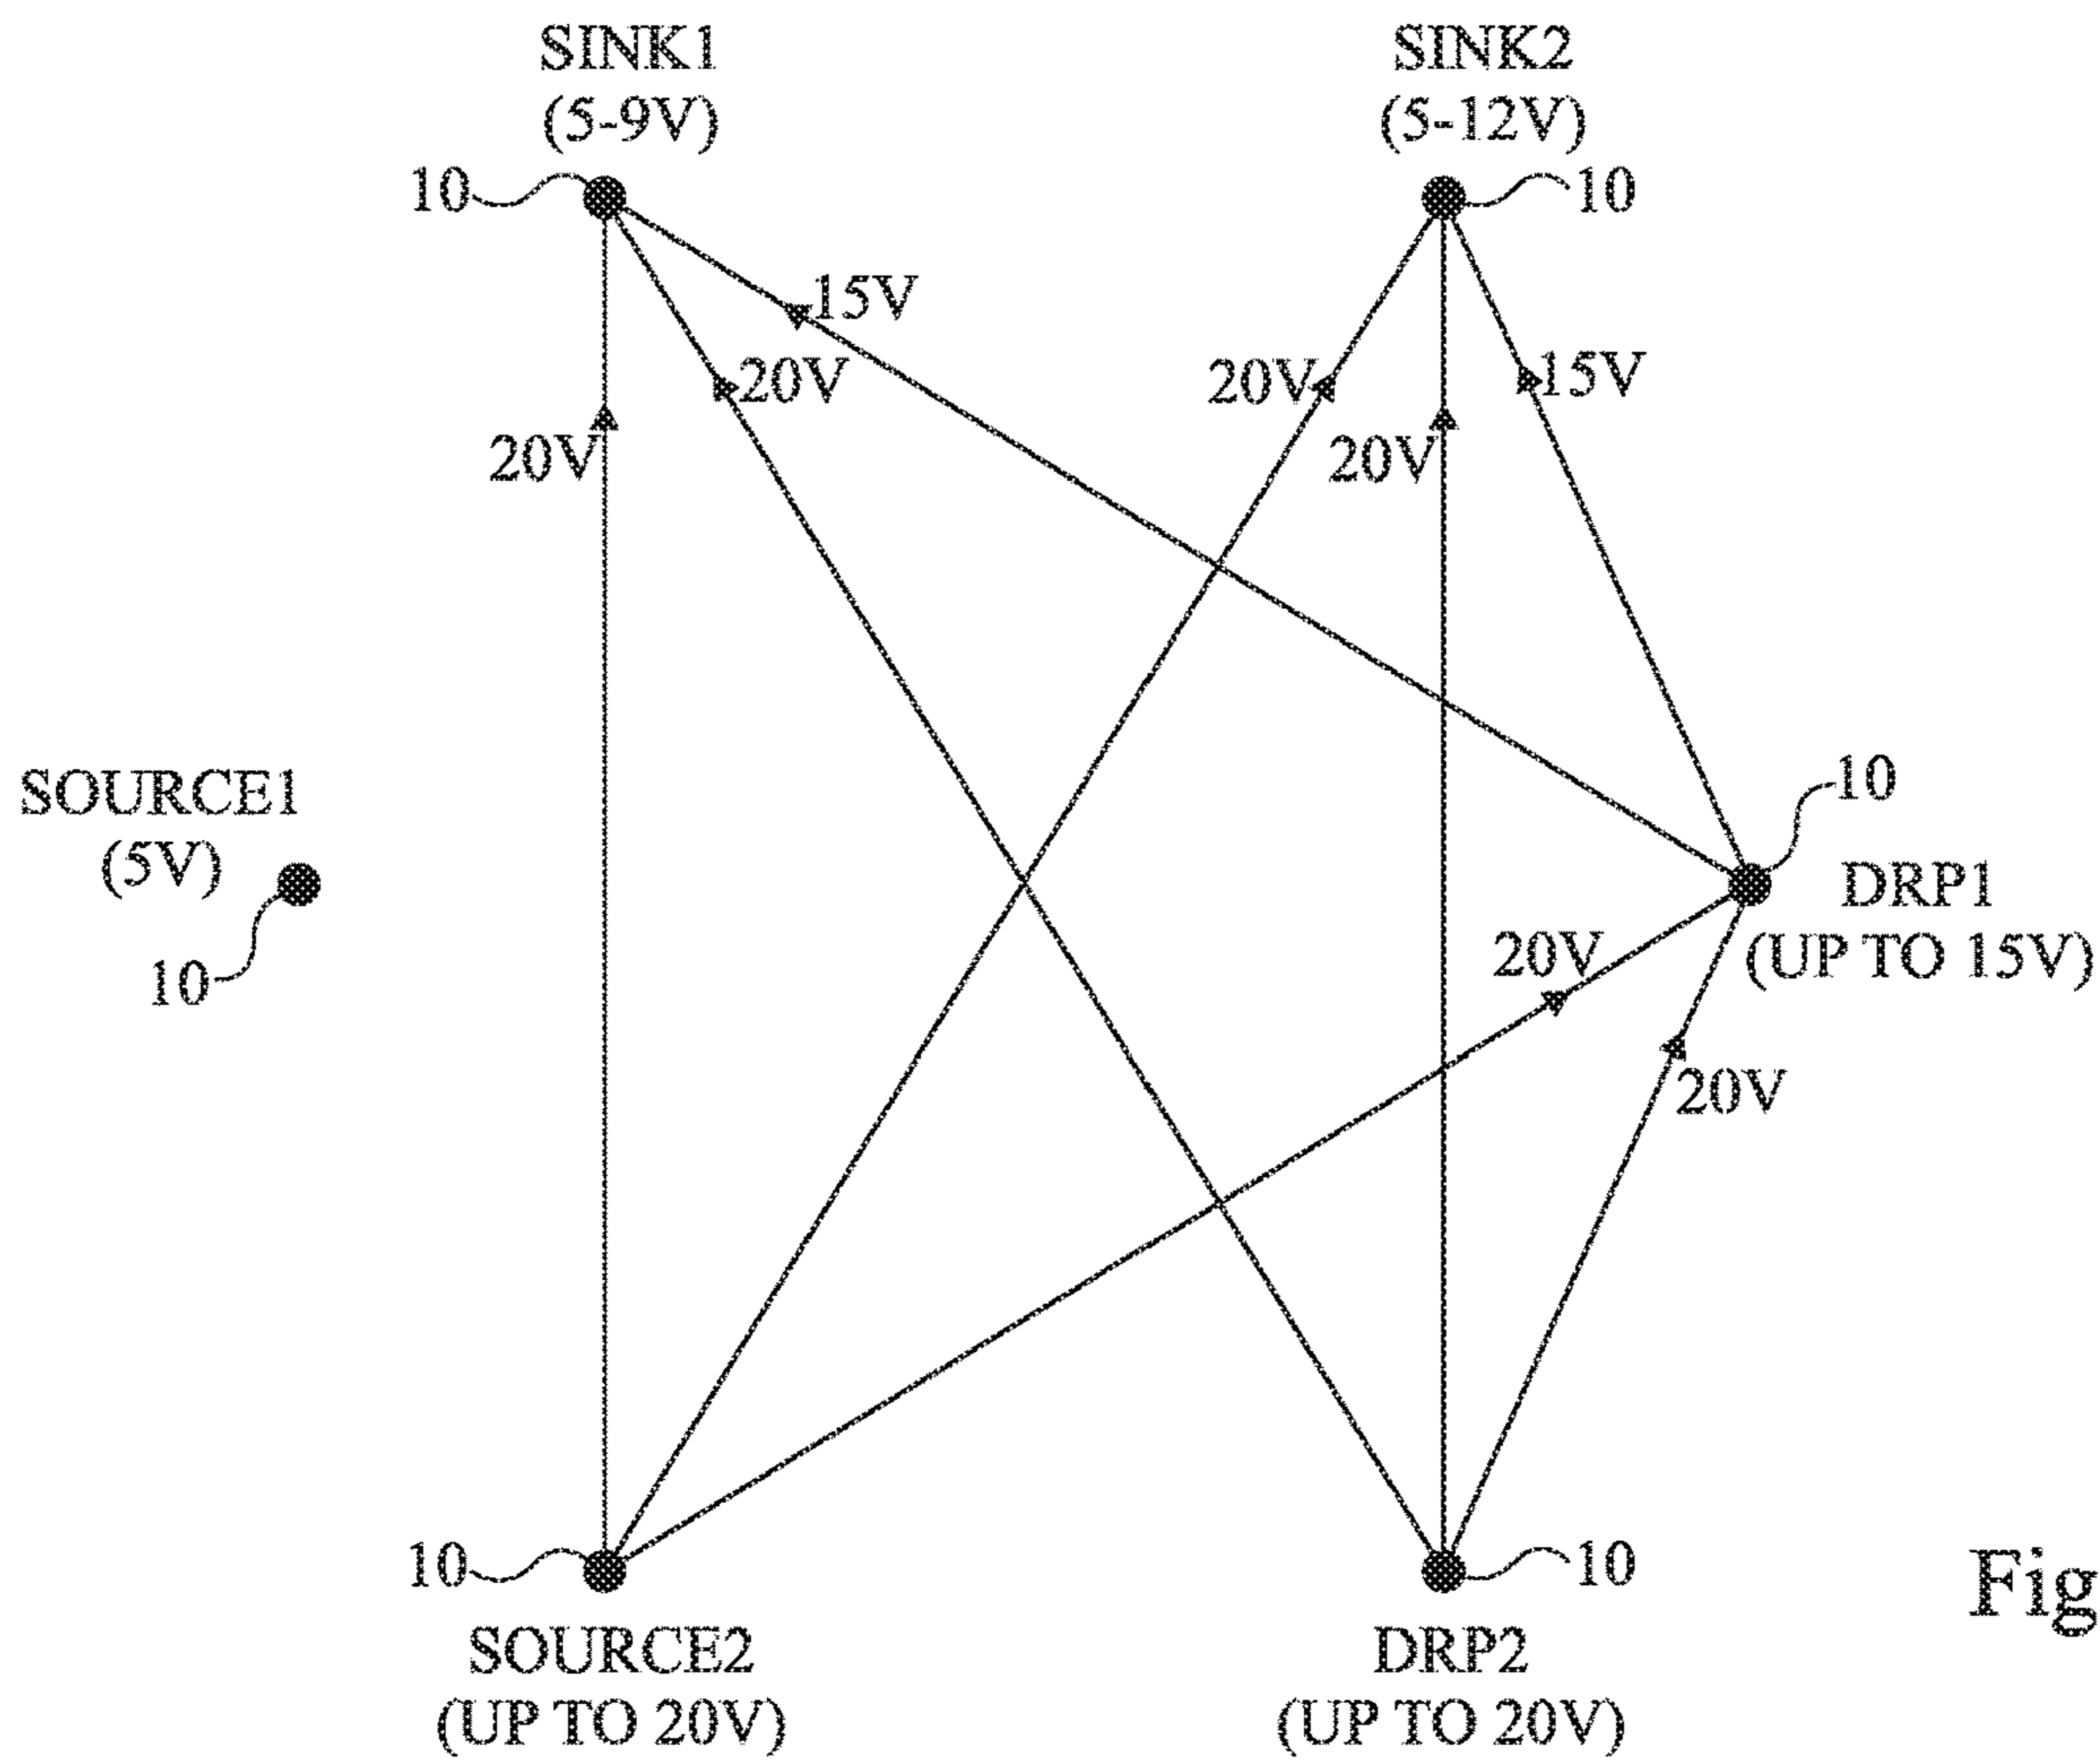 SINK1
(5-9V)
SINK2
(5-12V)
10
10
15V
20V
20V
15V
20V
20V
SOURCE1
(5V)
10
10
DRP1
(UP TO 15V)
20V
20V
10
10
SOURCE2
(UP TO 20V)
DRP2
(UP TO 20V)
Fig